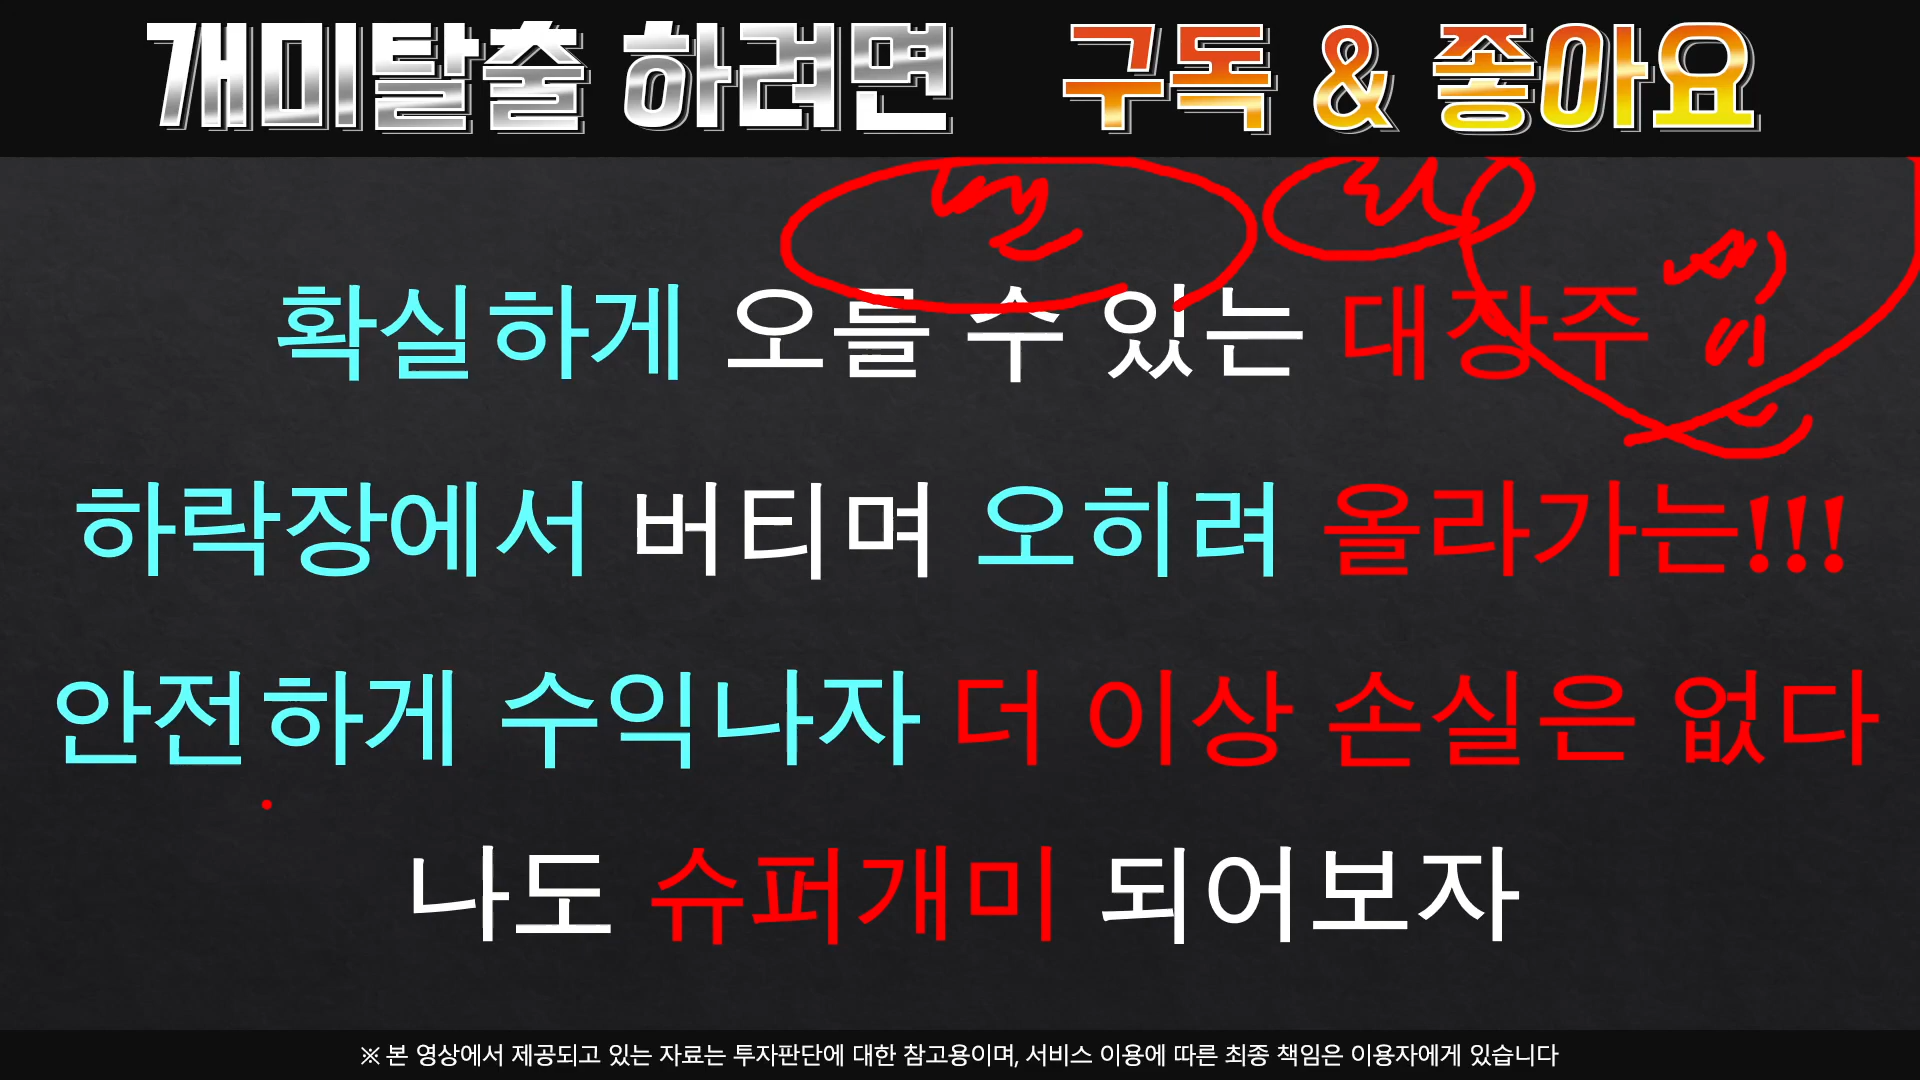 개미탈출 하려면 구독 & 좋아요
확실하게 오를 수 있는 대장주
하락장에서 버티며 오히려 올라가는!!!
안전하게 수익나자 더 이상 손실은 없다
나도 슈퍼개미 되어보자
※ 본 영상에서 제공되고 있는 자료는 투자판단에 대한 참고용이며, 서비스 이용에 따른 최종 책임은 이용자에게 있습니다